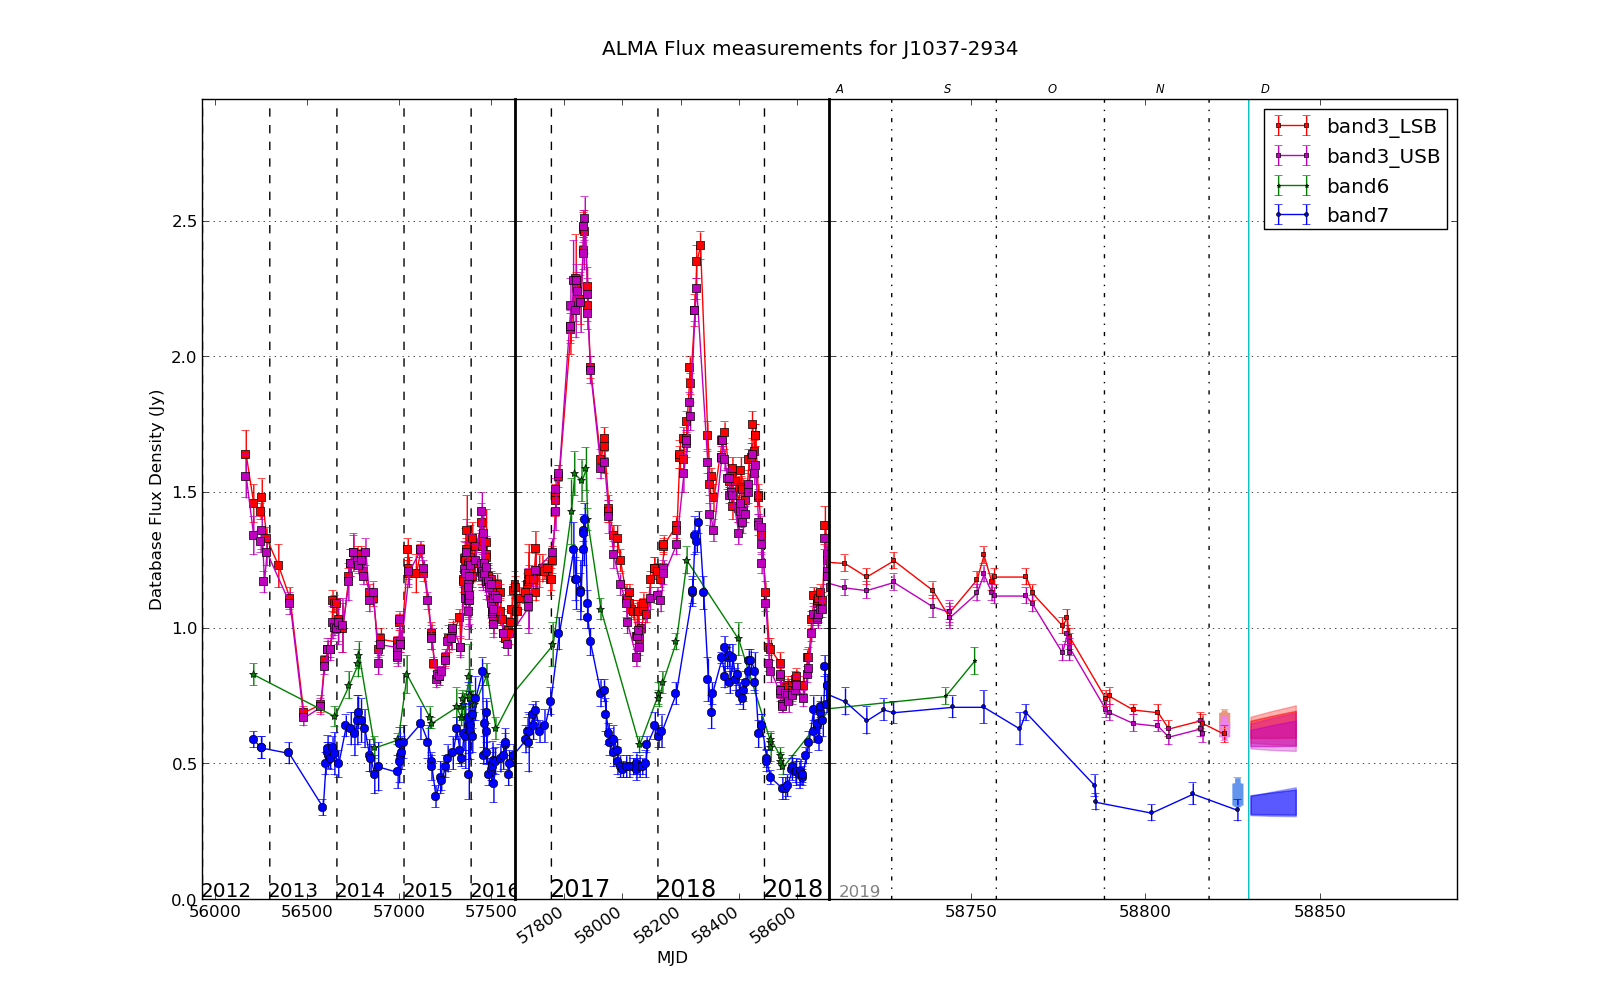 ALMA Flux measurements for J1037-2934
A S O N D
band3_LSB
band3_USB
band6
band7
2.5
2.0
1.5
1.0
0.5
0.0
Database Flux Density (Jy)
2012 2013 2014 2015 2016 2017 2018 2018 2019
56000 56500 57000 57500 57800 58000 58200 58400 58600 58750 58800 58850
MJD